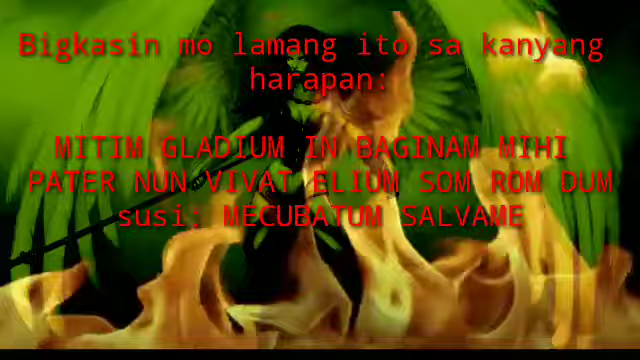 Bigkasin mo lamang ito sa kanyang
harapan:
MITIM GLADIUM IN BAGINAM MIHI
PATER NUN VIVAT ELIUM SOM ROM DUM
susi: MECUBATUM SALVAME